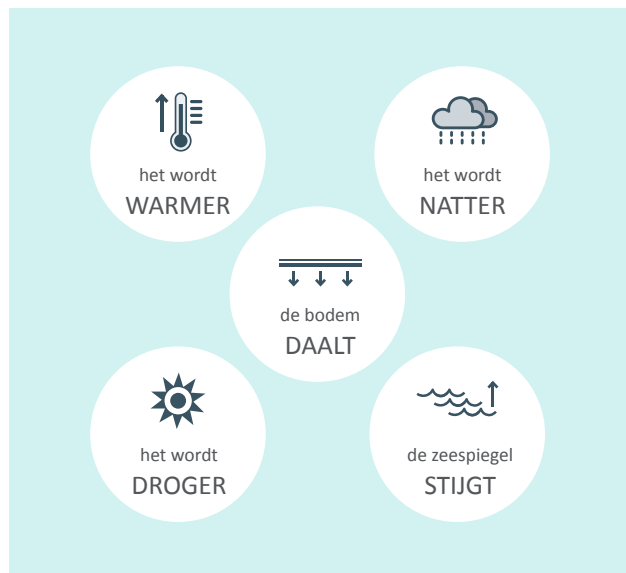 het wordt
WARMER
het wordt
NATTER
de bodem
DAALT
het wordt
DROGER
de zeespiegel
STIJGT